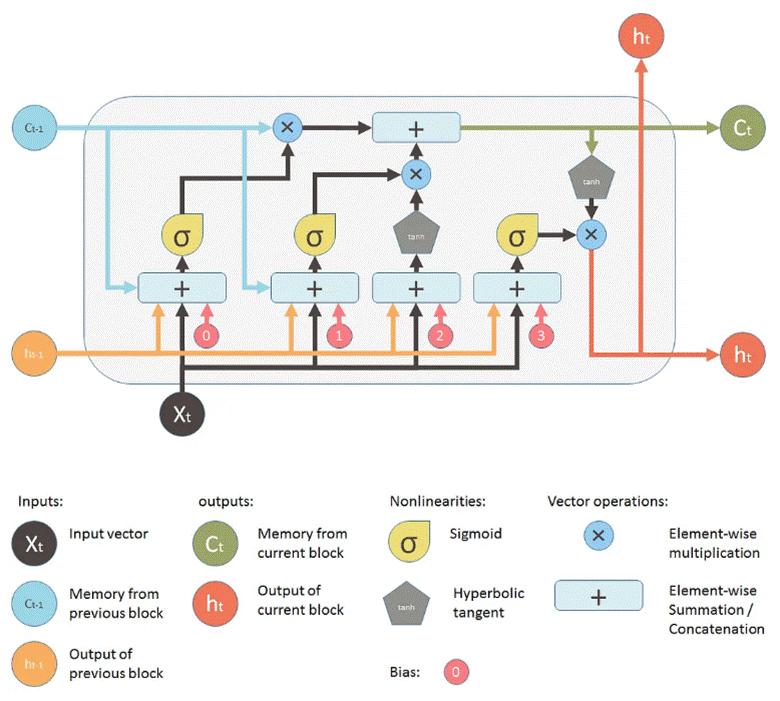 ht
Ct-1
×
+
Ct
×
tanh
σ
σ
tanh
σ
×
+
+
+
+
0
1
2
3
ht-1
ht
Xt
Inputs:
outputs:
Nonlinearities:
Vector operations:
Xt
Input vector
Ct
Memory from
current block
σ
Sigmoid
×
Element-wise
multiplication
Ct-1
Memory from
previous block
ht
Output of
current block
tanh
Hyperbolic
tangent
+
Element-wise
Summation /
Concatenation
ht-1
Output of
previous block
Bias:
0